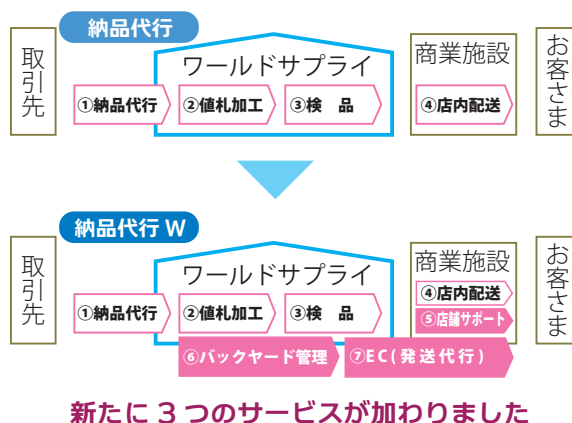 納品代行
取引先
ワールドサプライ
商業施設
お客さま
①納品代行
②値札加工
③検 品
④店内配送
納品代行 W
取引先
ワールドサプライ
商業施設
お客さま
①納品代行
②値札加工
③検 品
④店内配送
⑤店舗サポート
⑥バックヤード管理
⑦EC(発送代行)
新たに 3 つのサービスが加わりました